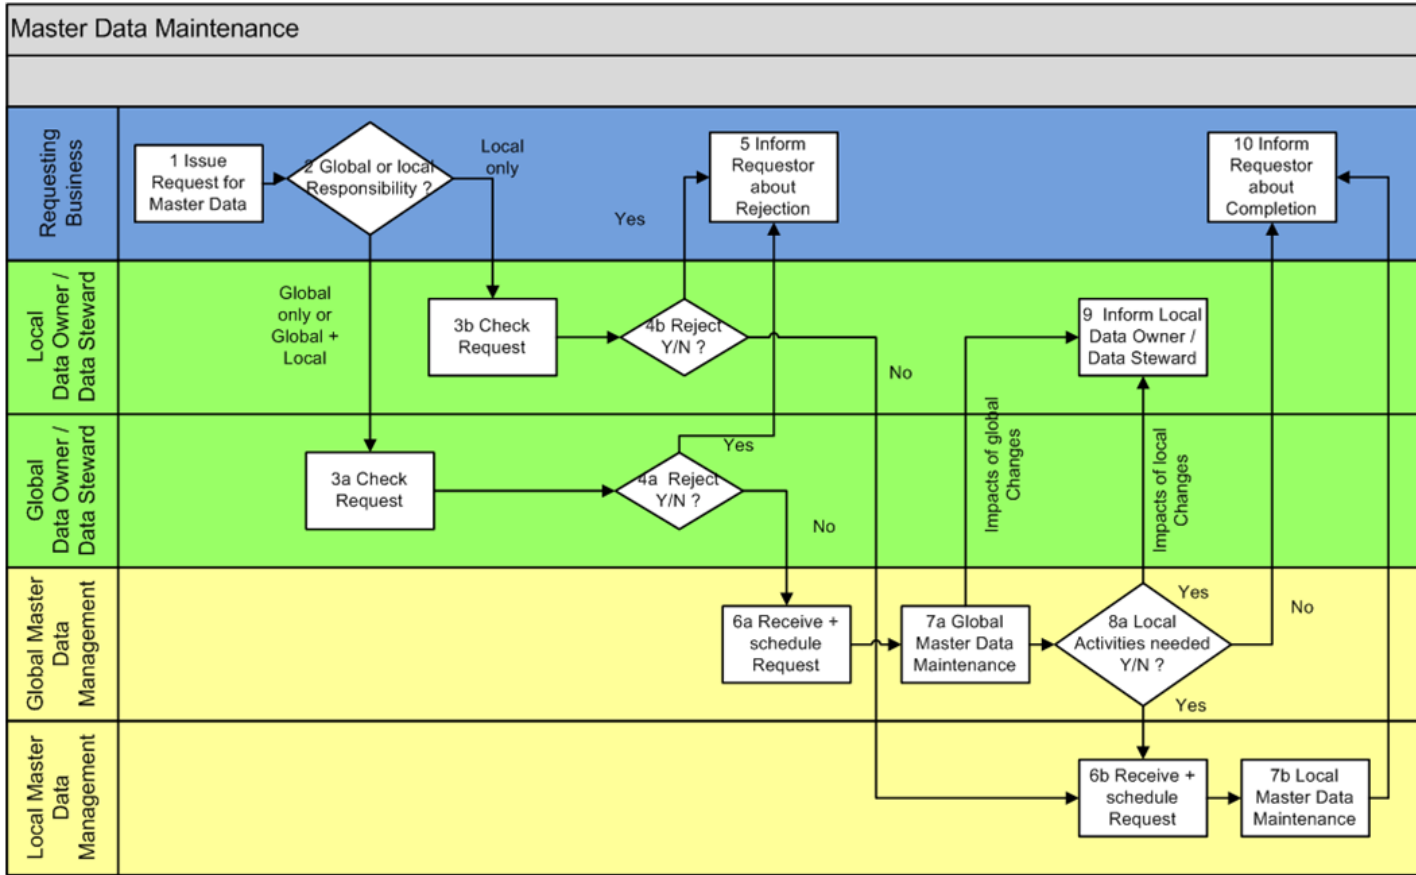 Master Data Maintenance
Requesting
Business
1 Issue
Request for
Master Data
2 Global or local
Responsibility ?
Local
only
Yes
5 Inform
Requestor
about
Rejection
10 Inform
Requestor
about
Completion
Local
Data Owner /
Data Steward
Global
only or
Global +
Local
3b Check
Request
4b Reject
Y/N ?
No
9 Inform Local
Data Owner /
Data Steward
Global
Data Owner /
Data Steward
3a Check
Request
4a Reject
Y/N ?
Yes
No
Impacts of global
Changes
Impacts of local
Changes
Global Master
Data
Management
6a Receive +
schedule
Request
7a Global
Master Data
Maintenance
8a Local
Activities needed
Y/N ?
Yes
No
Yes
Local Master
Data
Management
6b Receive +
schedule
Request
7b Local
Master Data
Maintenance